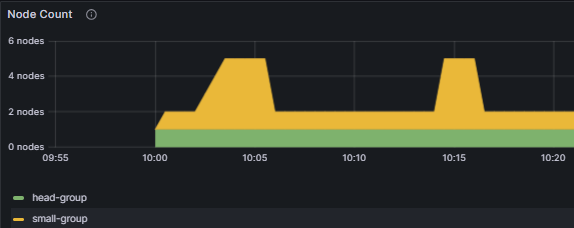 Node Count
6 nodes
4 nodes
2 nodes
0 nodes
09:55 10:00 10:05 10:10 10:15 10:20
head-group
small-group